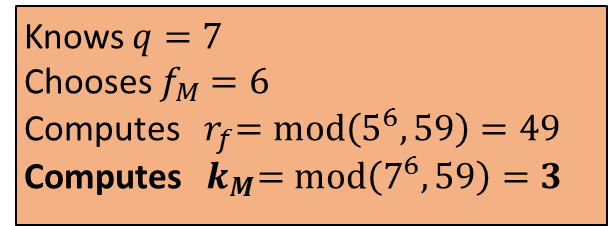 Knows q = 7
Chooses f_M = 6
Computes r_f = mod(5^6, 59) = 49
Computes k_M = mod(7^6, 59) = 3